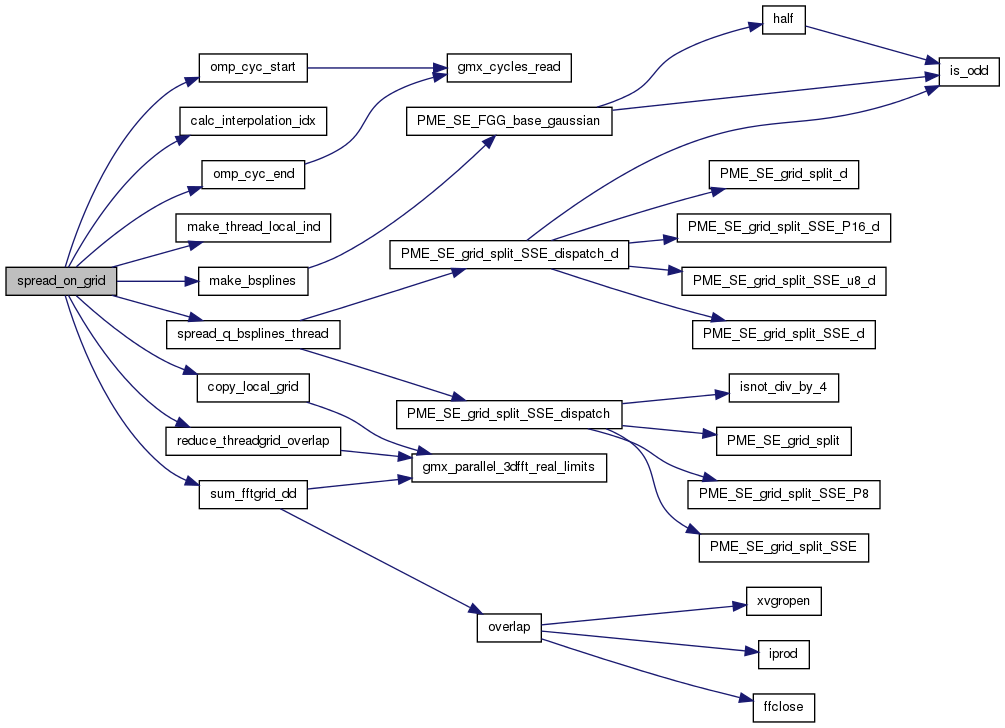 half
omp_cyc_start
gmx_cycles_read
is_odd
calc_interpolation_idx
PME_SE_FGG_base_gaussian
omp_cyc_end
PME_SE_grid_split_d
make_thread_local_ind
PME_SE_grid_split_SSE_P16_d
PME_SE_grid_split_SSE_dispatch_d
spread_on_grid
make_bsplines
PME_SE_grid_split_SSE_u8_d
spread_q_bsplines_thread
PME_SE_grid_split_SSE_d
copy_local_grid
isnot_div_by_4
PME_SE_grid_split_SSE_dispatch
reduce_threadgrid_overlap
PME_SE_grid_split
gmx_parallel_3dfft_real_limits
sum_fftgrid_dd
PME_SE_grid_split_SSE_P8
PME_SE_grid_split_SSE
xvgropen
overlap
iprod
ffclose